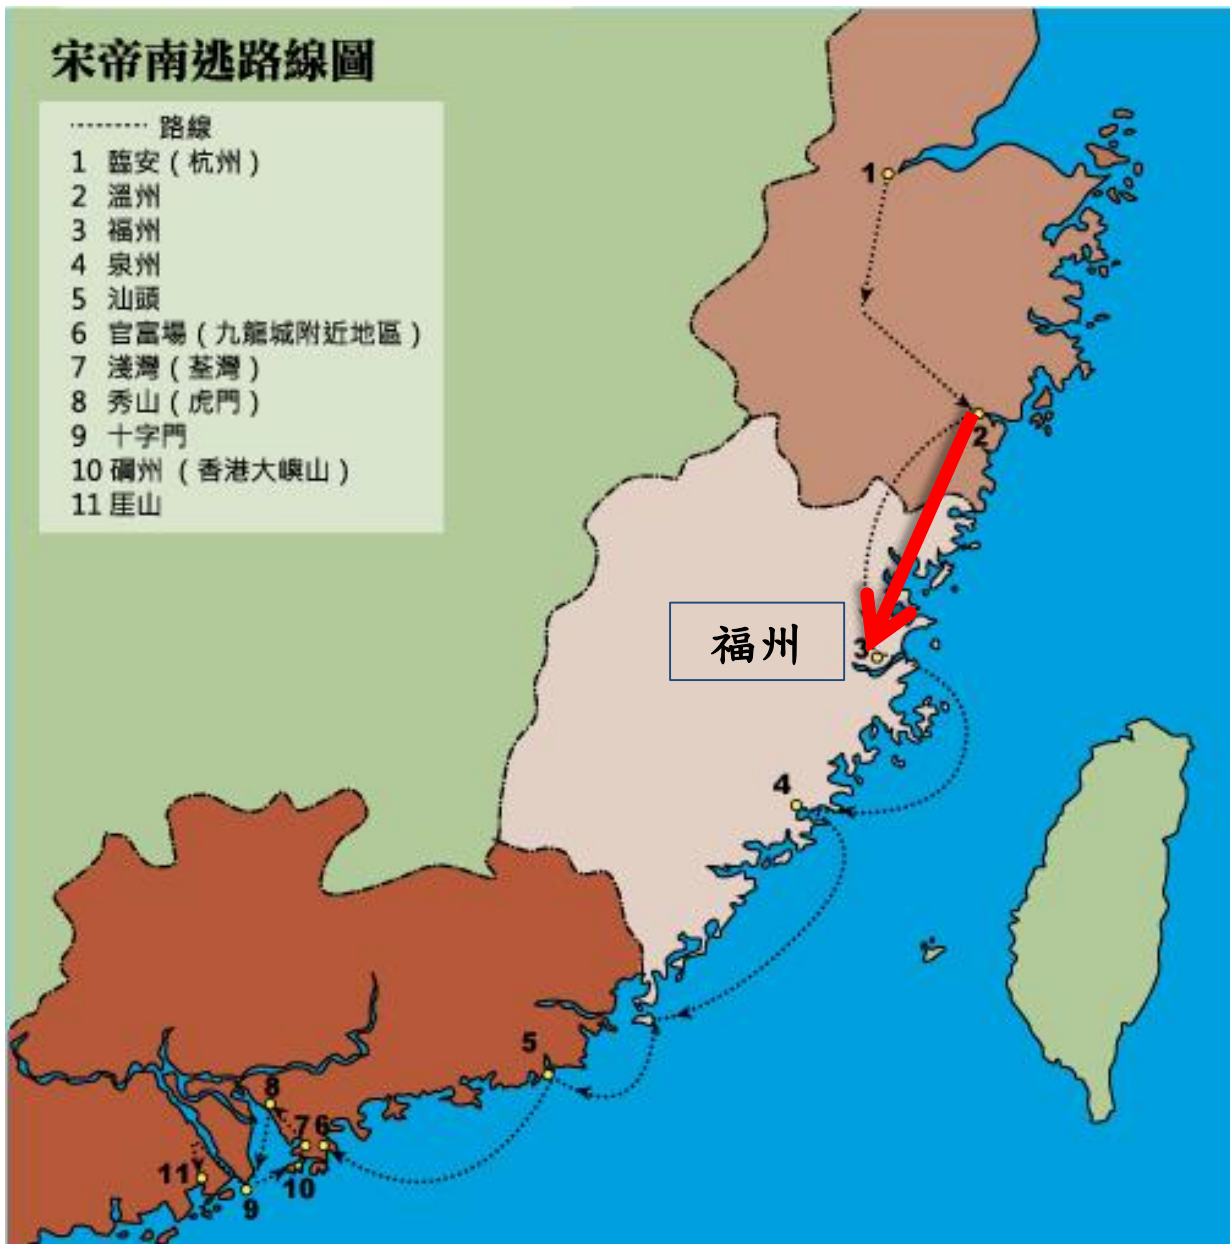 宋帝南逃路線圖
路線
1 臨安(杭州)
2 溫州
3 福州
4 泉州
5 汕頭
6 官富場(九龍城附近地區)
7 淺灣(荃灣)
8 秀山(虎門)
9 十字門
10 碙州 (香港大嶼山)
11 厓山
1
2
福州
3
4
5
8
7 6
11
10
9